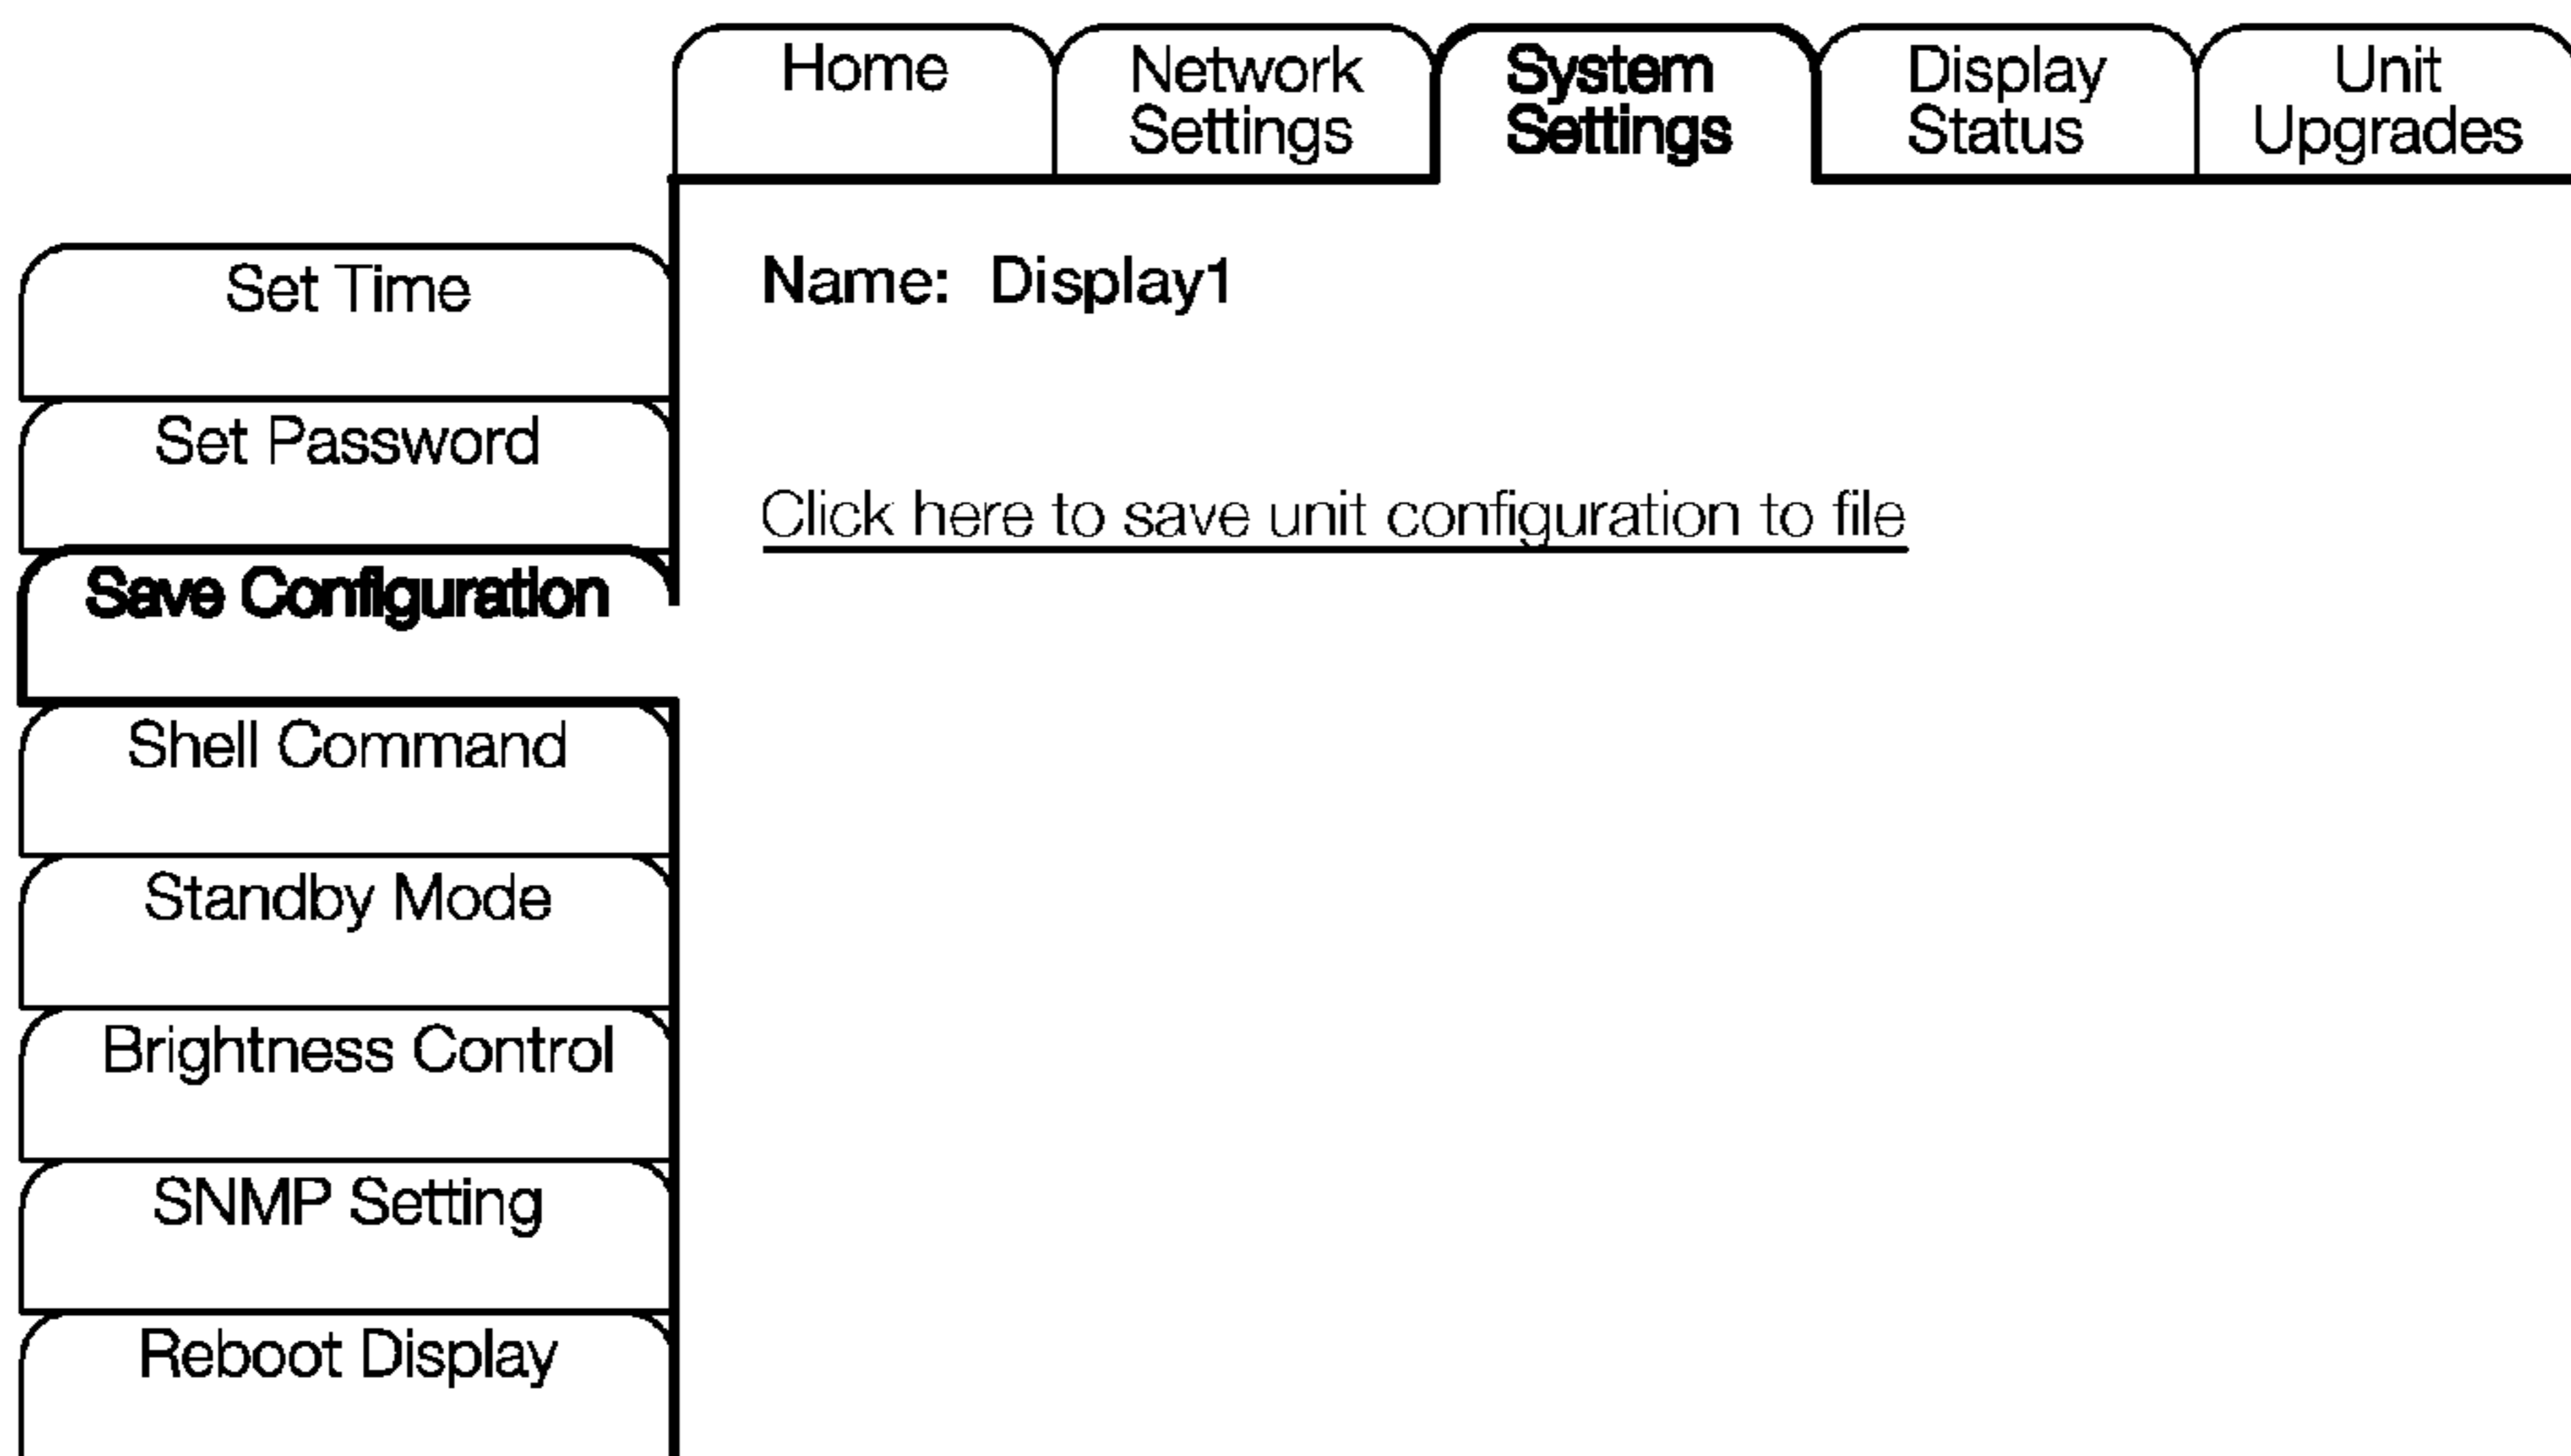 Home
Network
Settings
System
Settings
Display
Status
Unit
Upgrades
Set Time
Set Password
Save Configuration
Shell Command
Standby Mode
Brightness Control
SNMP Setting
Reboot Display
Name: Display1
Click here to save unit configuration to file